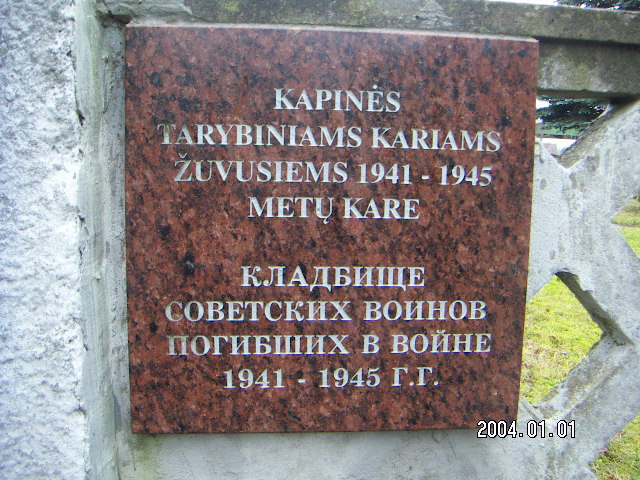 KAPINĖS
TARYBINIAMS KARIAMS
ŽUVUSIEMS 1941 - 1945
METŲ KARE
КЛАДБИЩЕ
СОВЕТСКИХ ВОИНОВ
ПОГИБШИХ В ВОЙНЕ
1941 - 1945 Г.Г.
2004.01.01